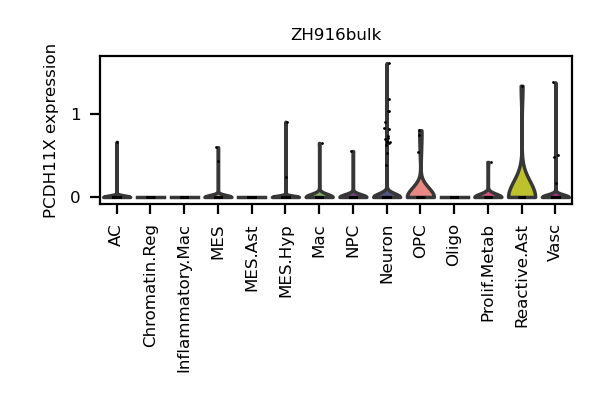 ZH916bulk
PCDH11X expression
1
0
AC
Chromatin.Reg
Inflammatory.Mac
MES
MES.Ast
MES.Hyp
Mac
NPC
Neuron
OPC
Oligo
Prolif.Metab
Reactive.Ast
Vasc